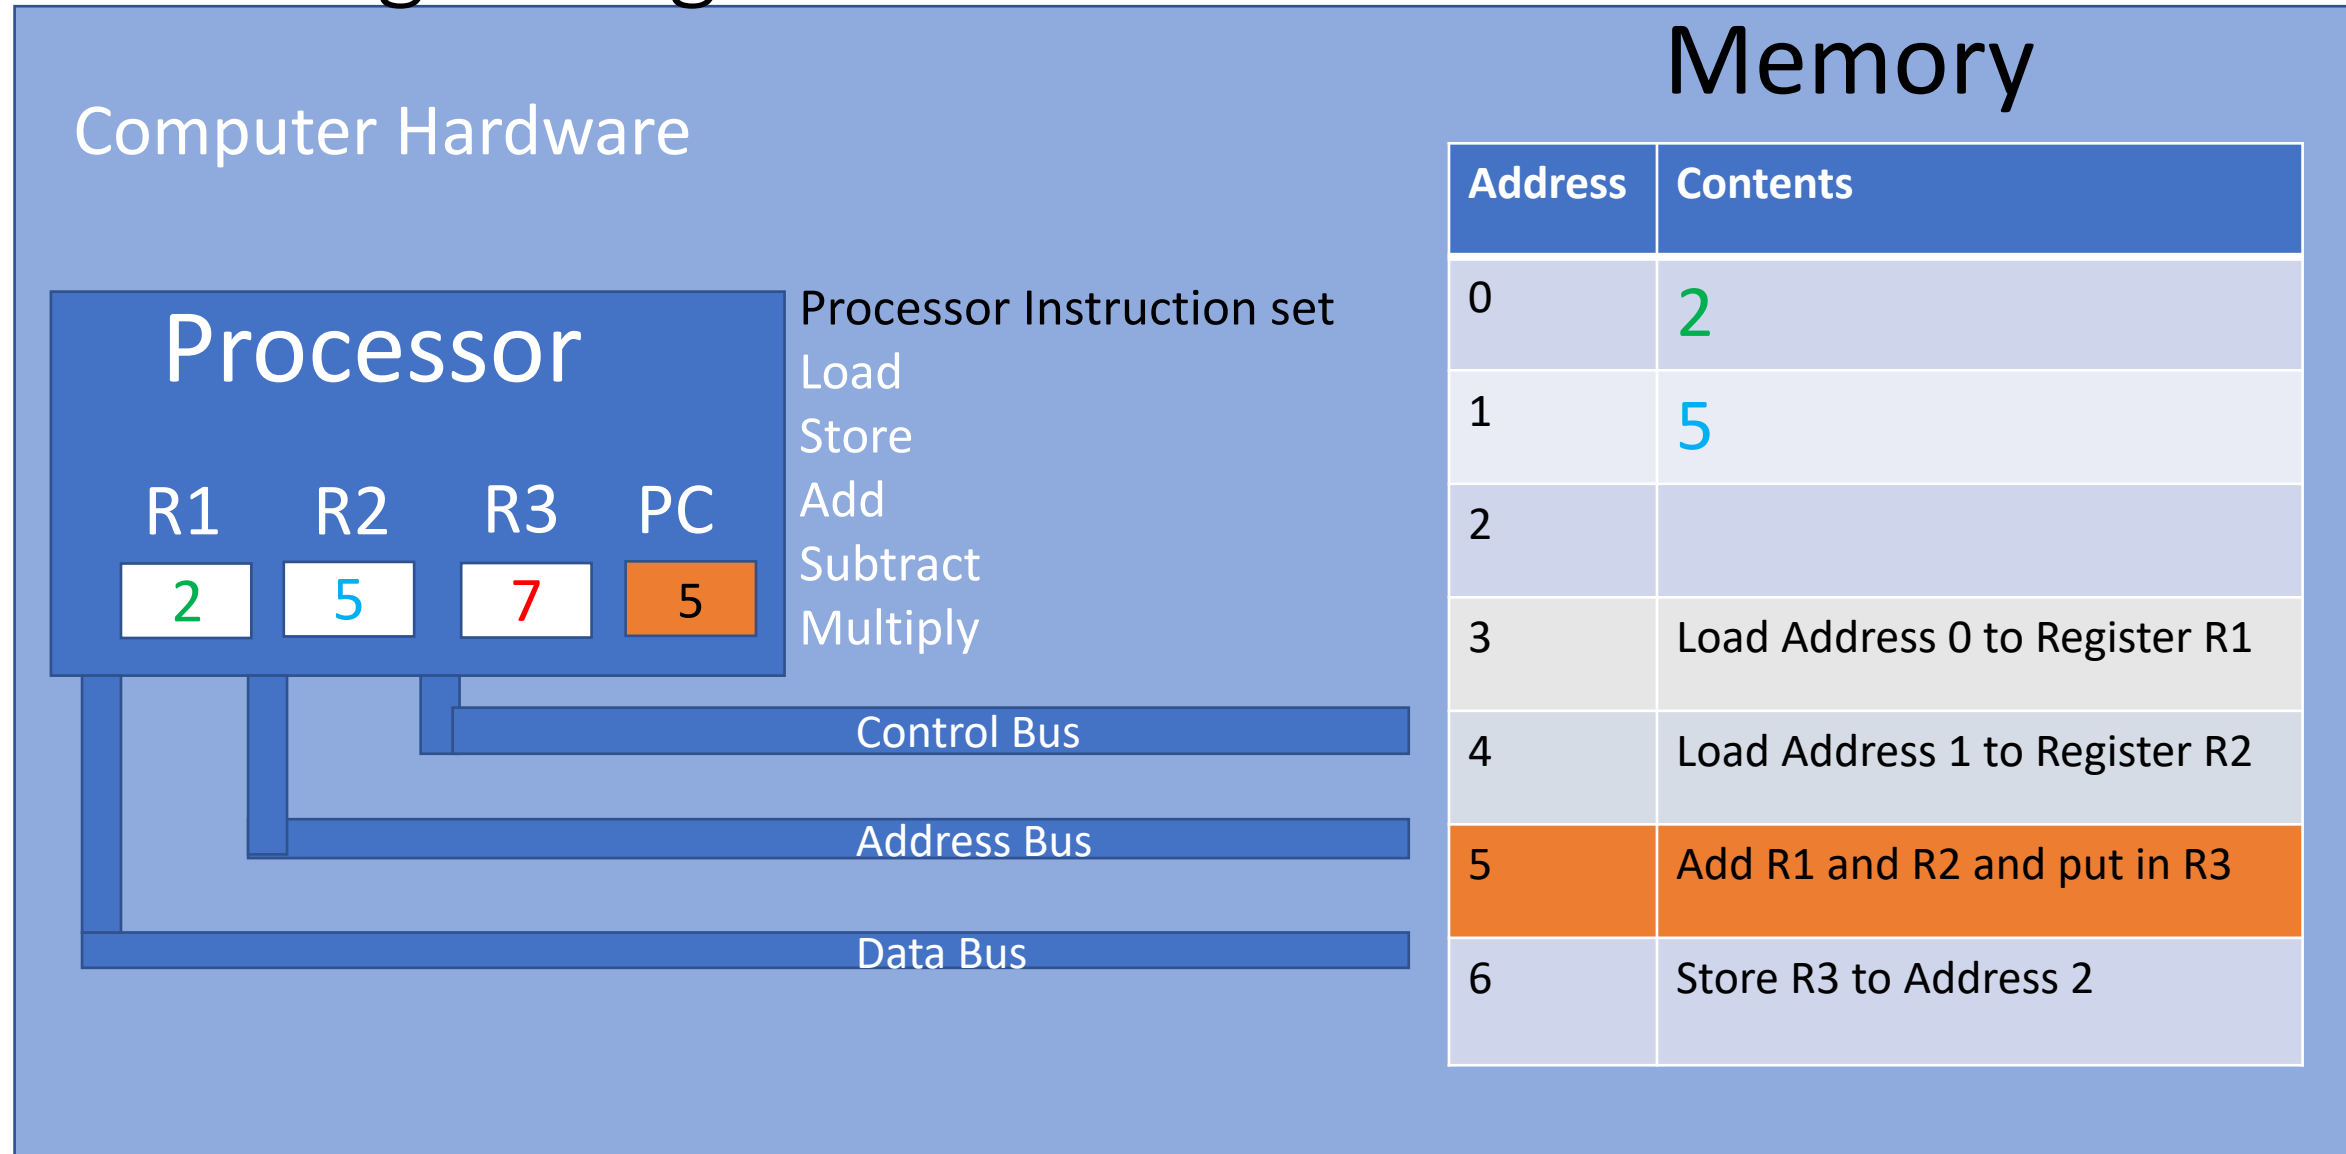 Memory
Computer Hardware
Processor
R1 R2 R3 PC
2 5 7 5
Processor Instruction set
Load
Store
Add
Subtract
Multiply
Control Bus
Address Bus
Data Bus
Address Contents
0 2
1 5
2
3 Load Address 0 to Register R1
4 Load Address 1 to Register R2
5 Add R1 and R2 and put in R3
6 Store R3 to Address 2